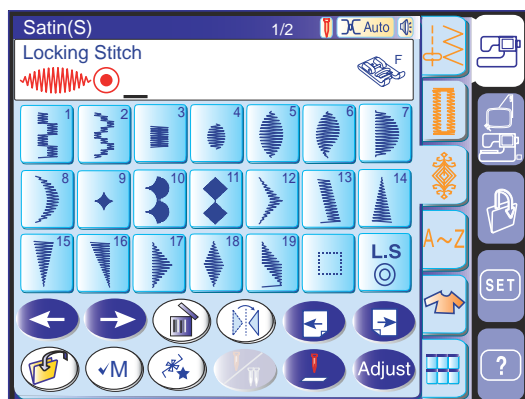 Satin(S) 1/2 Auto
Locking Stitch
F
1 2 3 4 5 6 7
8 9 10 11 12 13 14
A~Z
15 16 17 18 19 L.S
SET
✓M Adjust ?